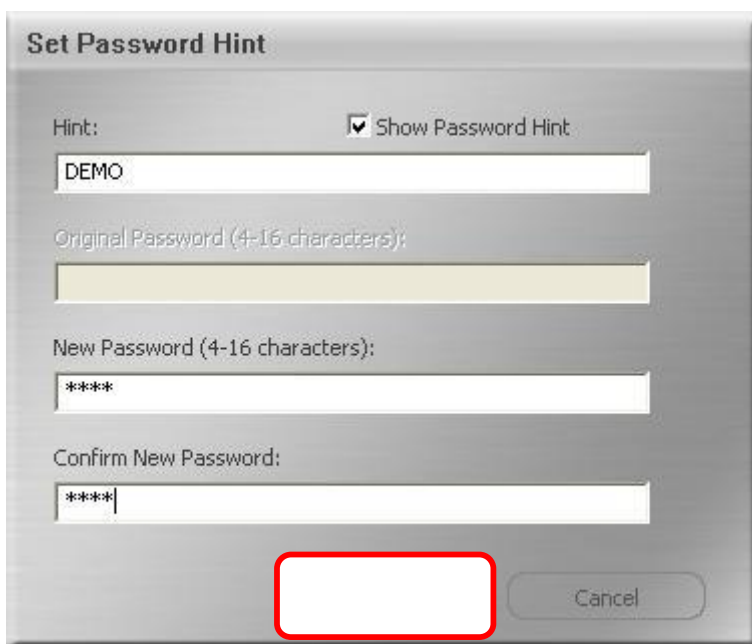 Set Password Hint
Hint:
Show Password Hint
DEMO
Original Password (4-16 characters):
New Password (4-16 characters):
****
Confirm New Password:
****
Cancel